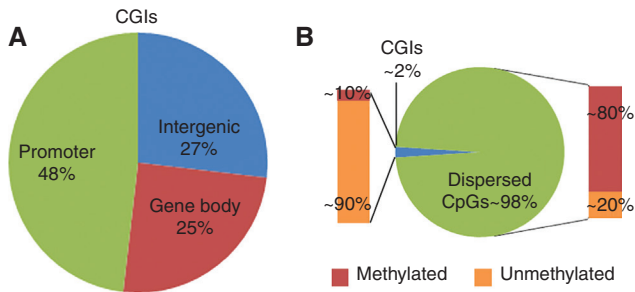 A
CGIs
Intergenic
27%
Promoter
48%
Gene body
25%
B
CGIs
~2%
~10%
~90%
Dispersed
CpGs~98%
~80%
~20%
Methylated
Unmethylated